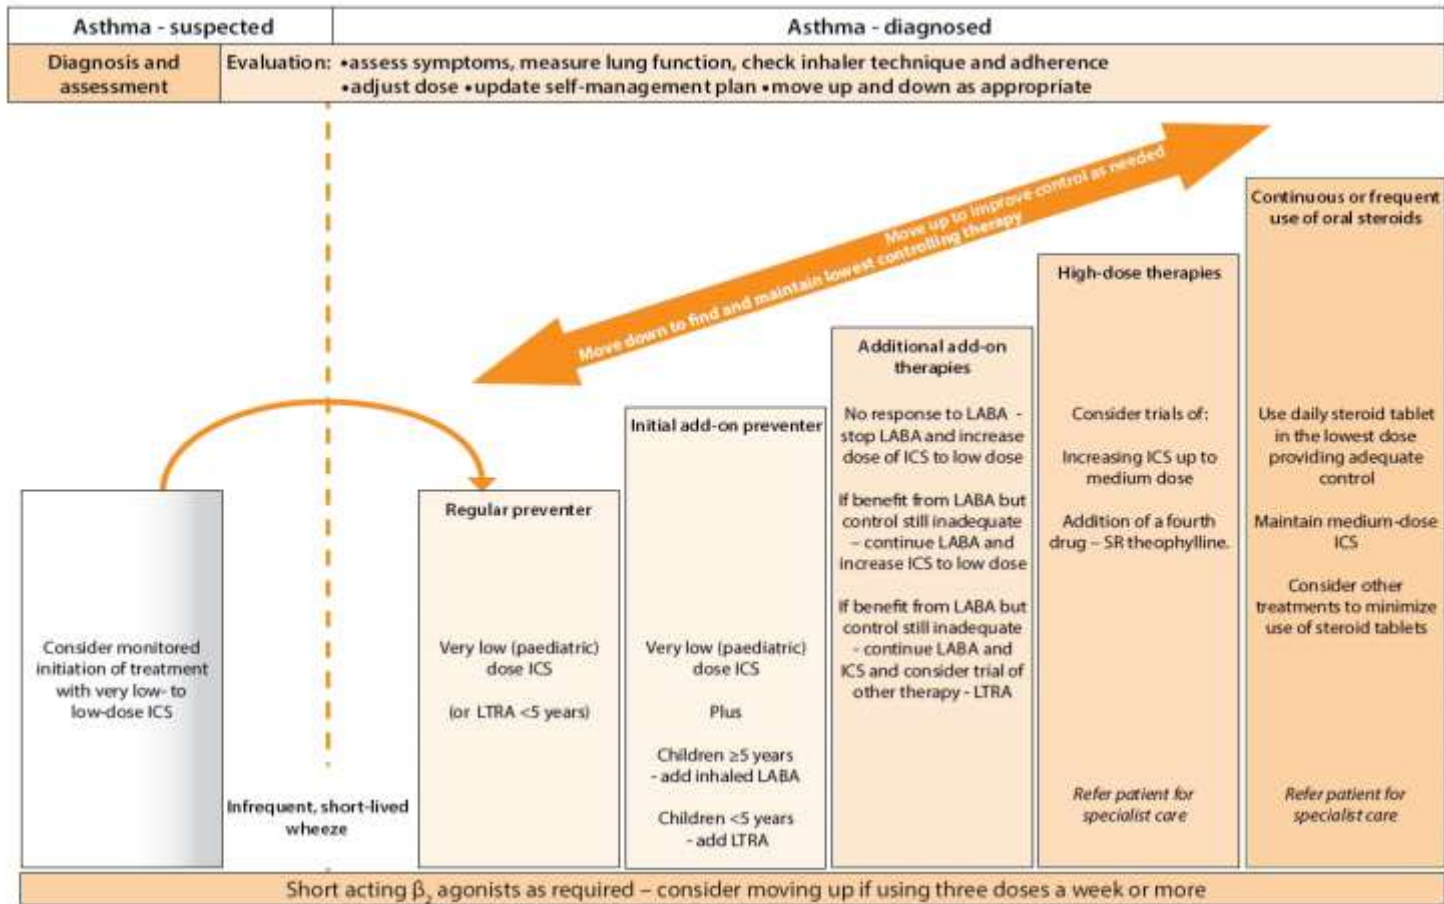 Asthma - suspected
Asthma - diagnosed
Diagnosis and
assessment
Evaluation: •assess symptoms, measure lung function, check inhaler technique and adherence
•adjust dose •update self-management plan •move up and down as appropriate
Move up to improve control as needed
Move down to find and maintain lowest controlling therapy
Consider monitored
initiation of treatment
with very low- to
low-dose ICS
Infrequent, short-lived
wheeze
Regular preventer
Very low (paediatric)
dose ICS
(or LTRA <5 years)
Initial add-on preventer
Very low (paediatric)
dose ICS
Plus
Children ≥5 years
- add inhaled LABA
Children <5 years
- add LTRA
Additional add-on
therapies
No response to LABA -
stop LABA and increase
dose of ICS to low dose
If benefit from LABA but
control still inadequate
– continue LABA and
increase ICS to low dose
If benefit from LABA but
control still inadequate
- continue LABA and
ICS and consider trial of
other therapy - LTRA
High-dose therapies
Consider trials of:
Increasing ICS up to
medium dose
Addition of a fourth
drug – SR theophylline.
Refer patient for
specialist care
Continuous or frequent
use of oral steroids
Use daily steroid tablet
in the lowest dose
providing adequate
control
Maintain medium-dose
ICS
Consider other
treatments to minimize
use of steroid tablets
Refer patient for
specialist care
Short acting β₂ agonists as required – consider moving up if using three doses a week or more